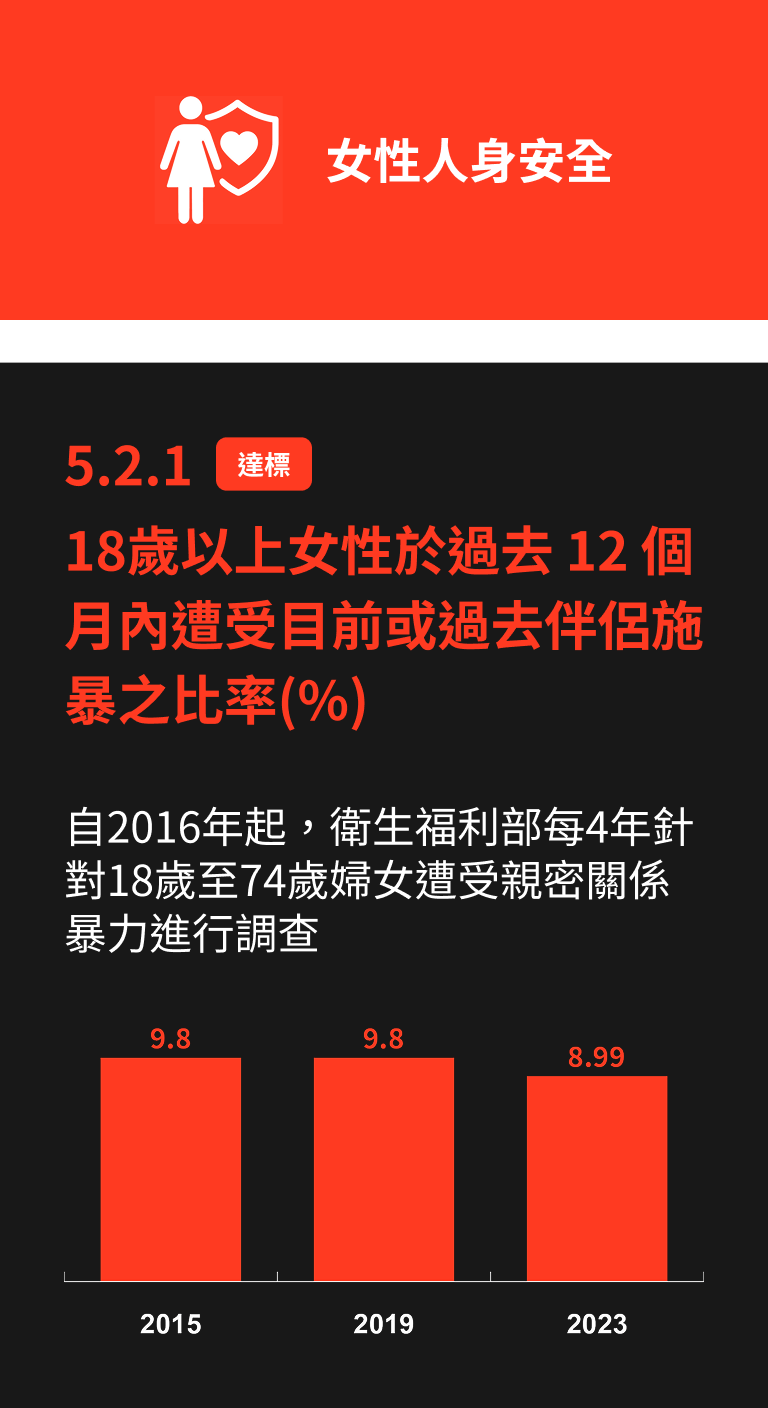 女性人身安全
5.2.1 達標
18歲以上女性於過去 12 個
月內遭受目前或過去伴侶施
暴之比率(%)
自2016年起，衛生福利部每4年針
對18歲至74歲婦女遭受親密關係
暴力進行調查
9.8 9.8 8.99
2015 2019 2023